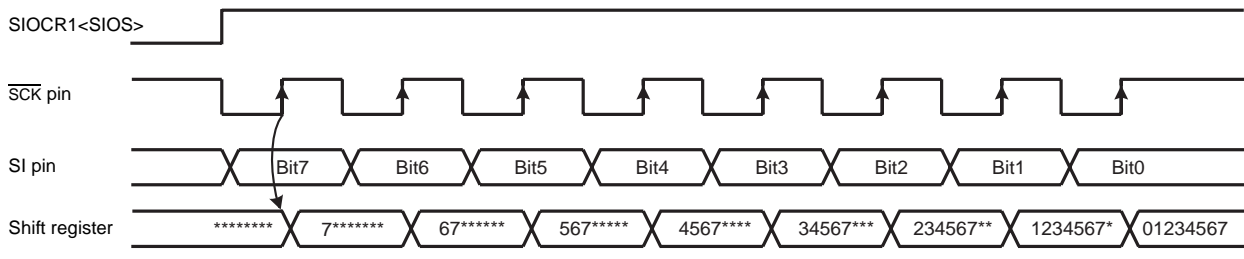 SIOCR1<SIOS>
SCK pin
SI pin Bit7 Bit6 Bit5 Bit4 Bit3 Bit2 Bit1 Bit0
Shift register ******** 7******* 67****** 567***** 4567**** 34567*** 234567** 1234567* 01234567